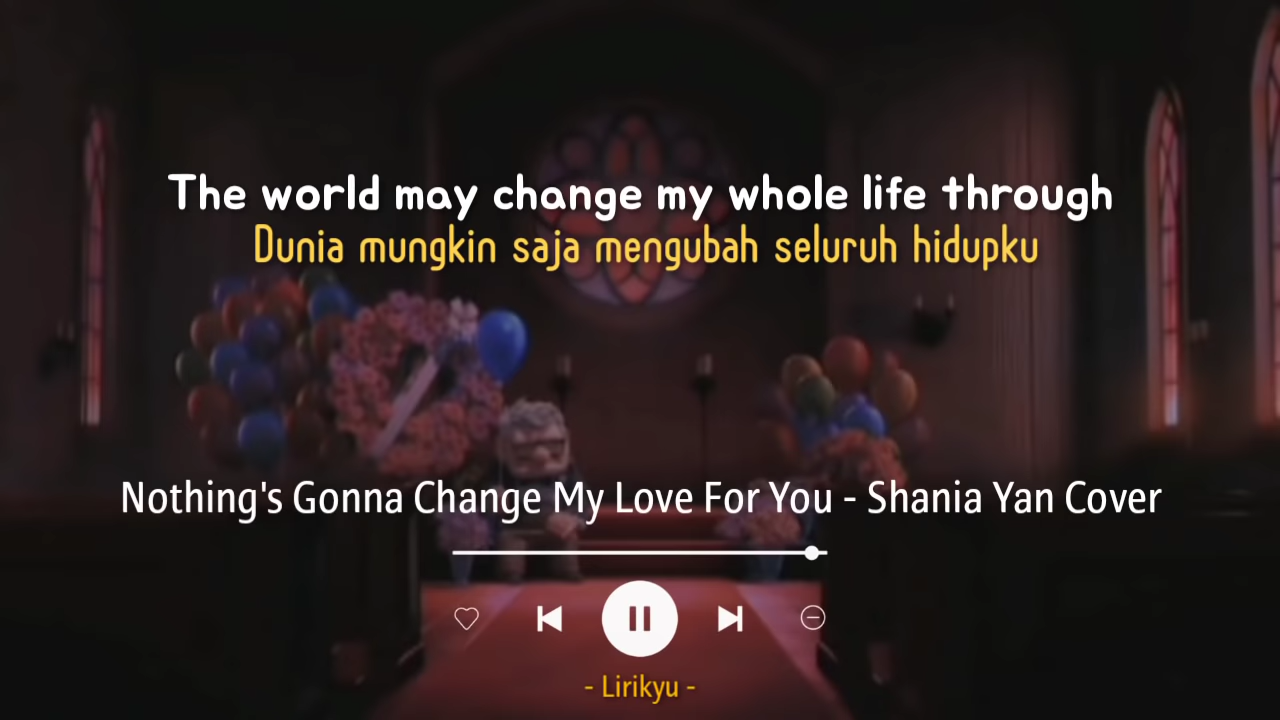 The world may change my whole life through
Dunia mungkin saja mengubah seluruh hidupku
Nothing's Gonna Change My Love For You - Shania Yan Cover
- Lirikyu -